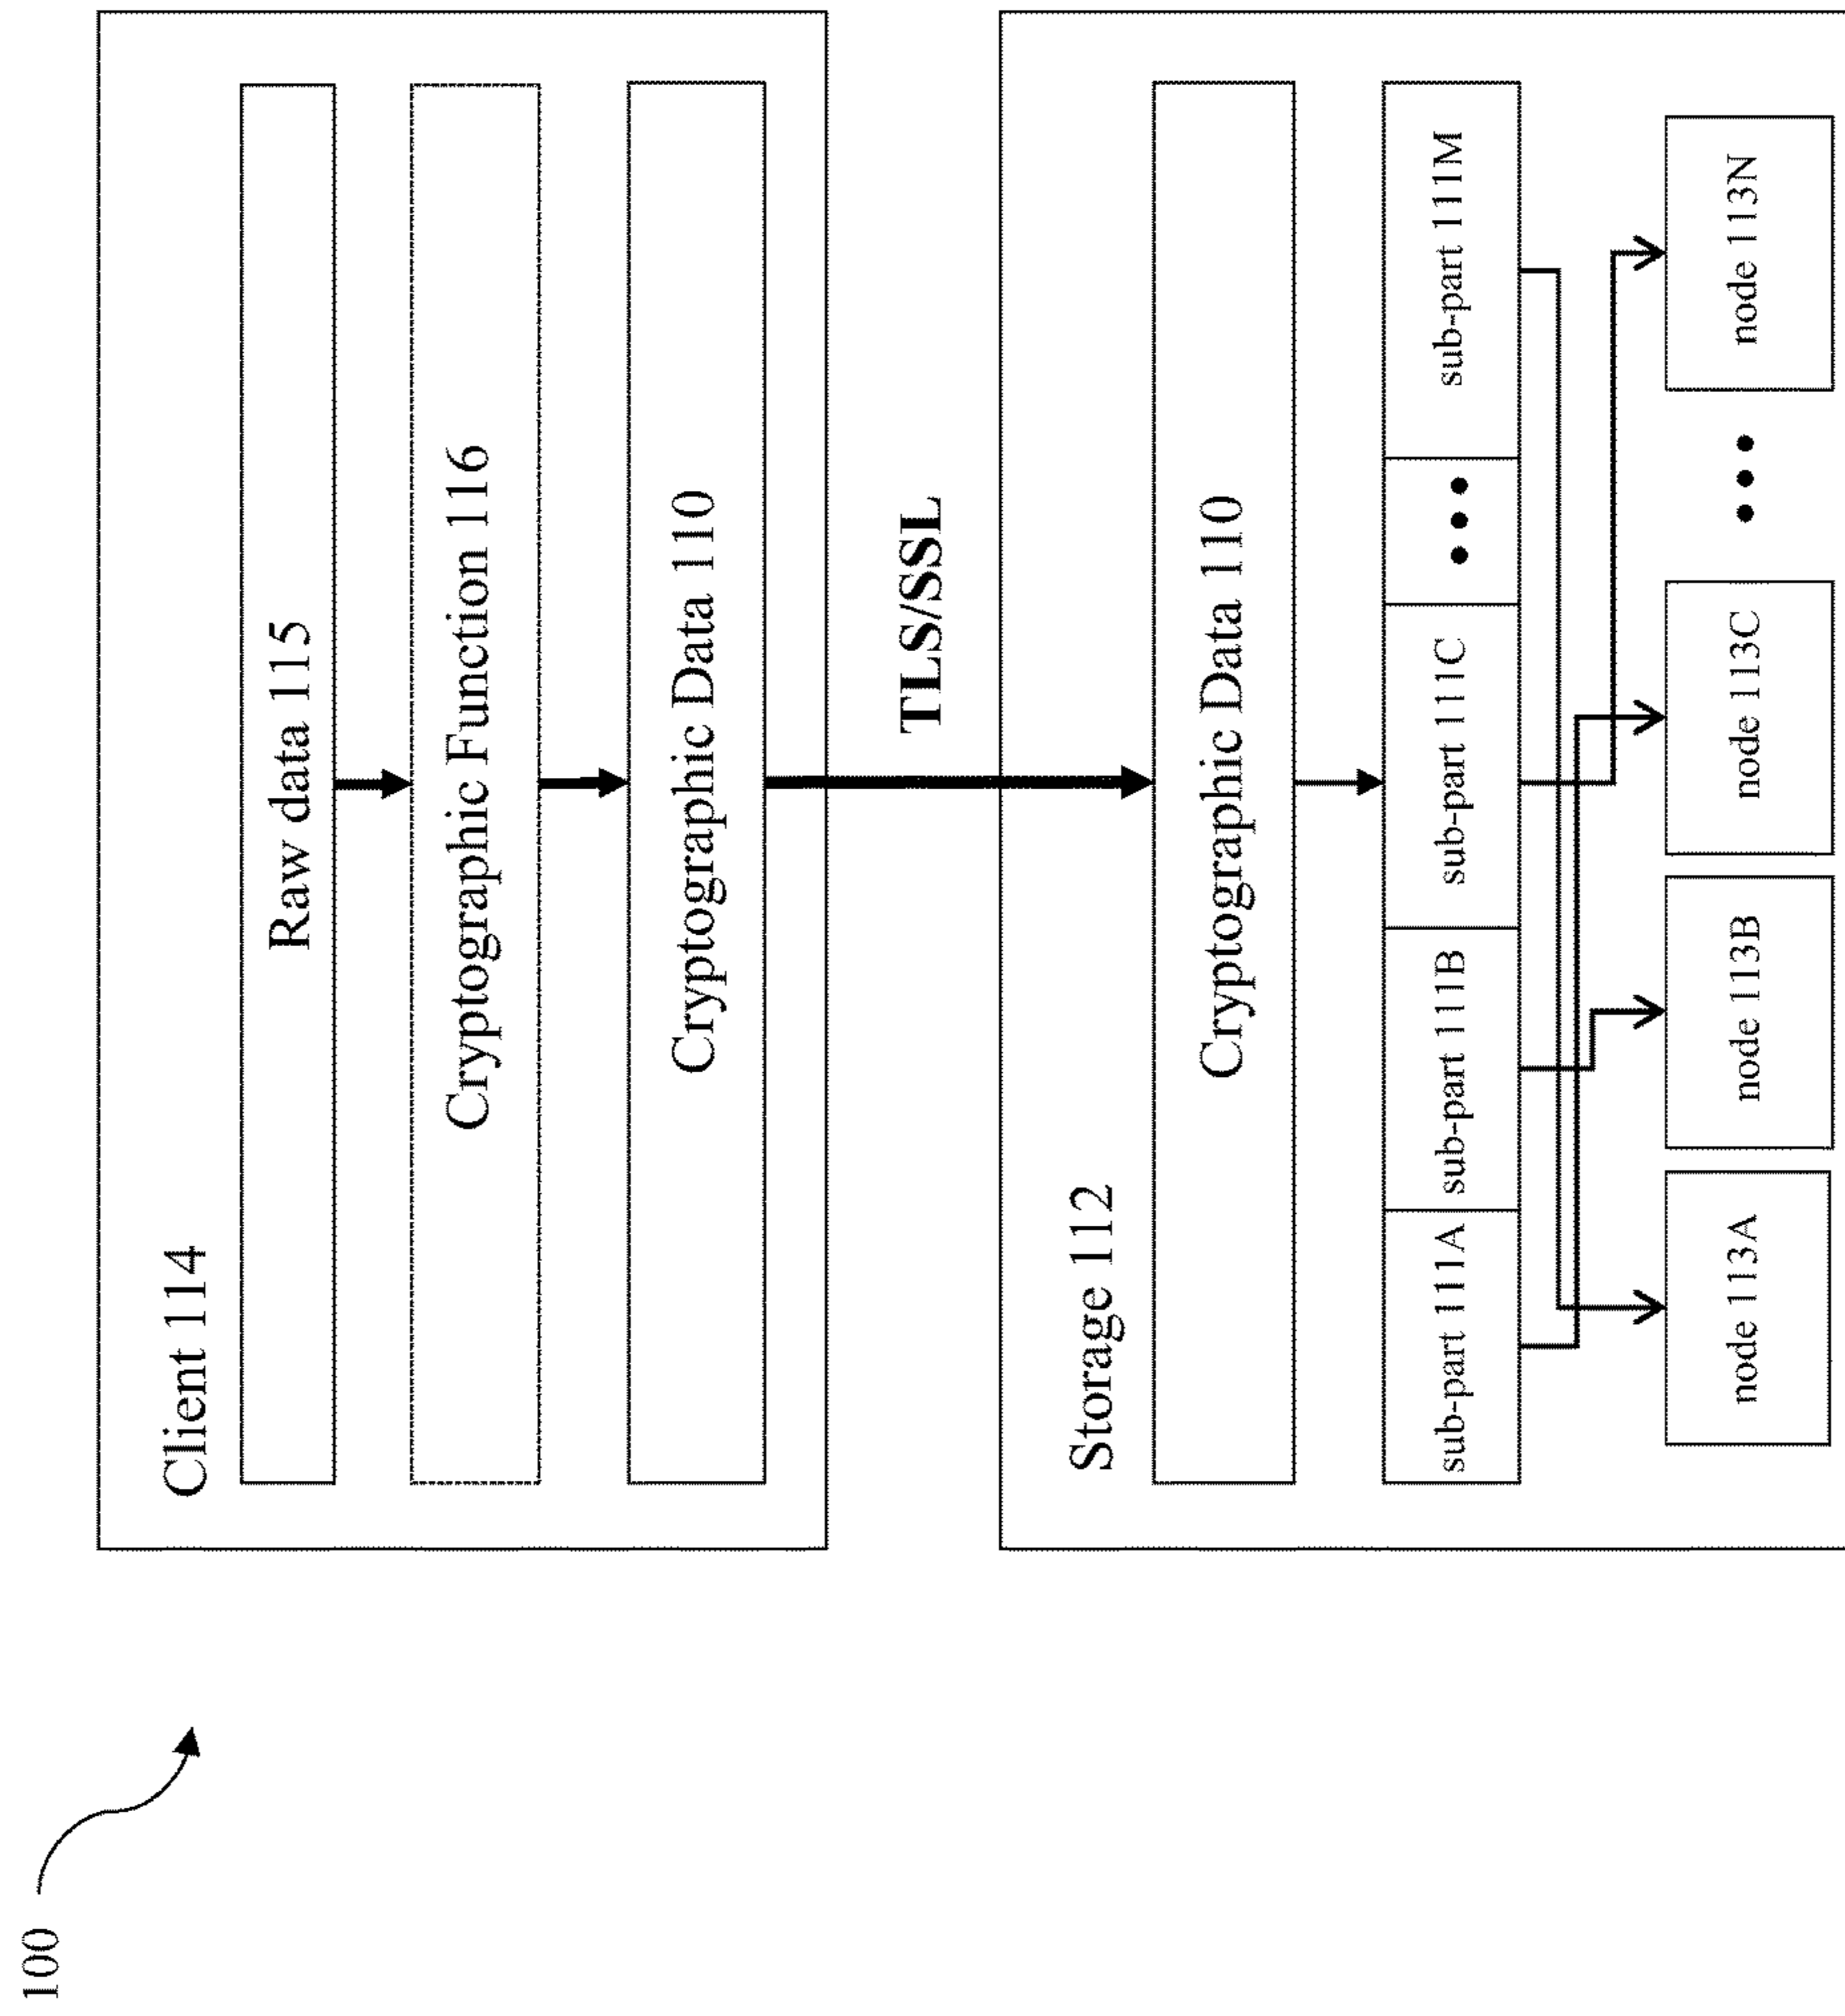 100
Client 114
Raw data 115
Cryptographic Function 116
Cryptographic Data 110
TLS/SSL
Storage 112
Cryptographic Data 110
sub-part 111A sub-part 111B sub-part 111C ••• sub-part 111M
node 113A node 113B node 113C ••• node 113N